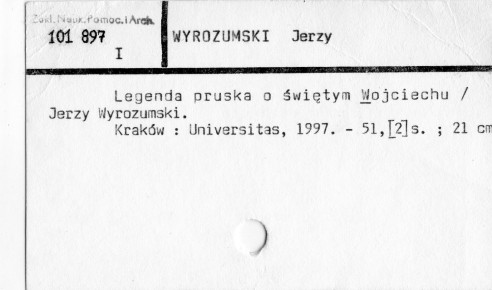 Zakł. Nauk. Pomoc. i Arch.
101 897
I
WYROZUMSKI Jerzy
Legenda pruska o świętym Wojciechu /
Jerzy Wyrozumski.
Kraków : Universitas, 1997. - 51,[2]s. ; 21 cm